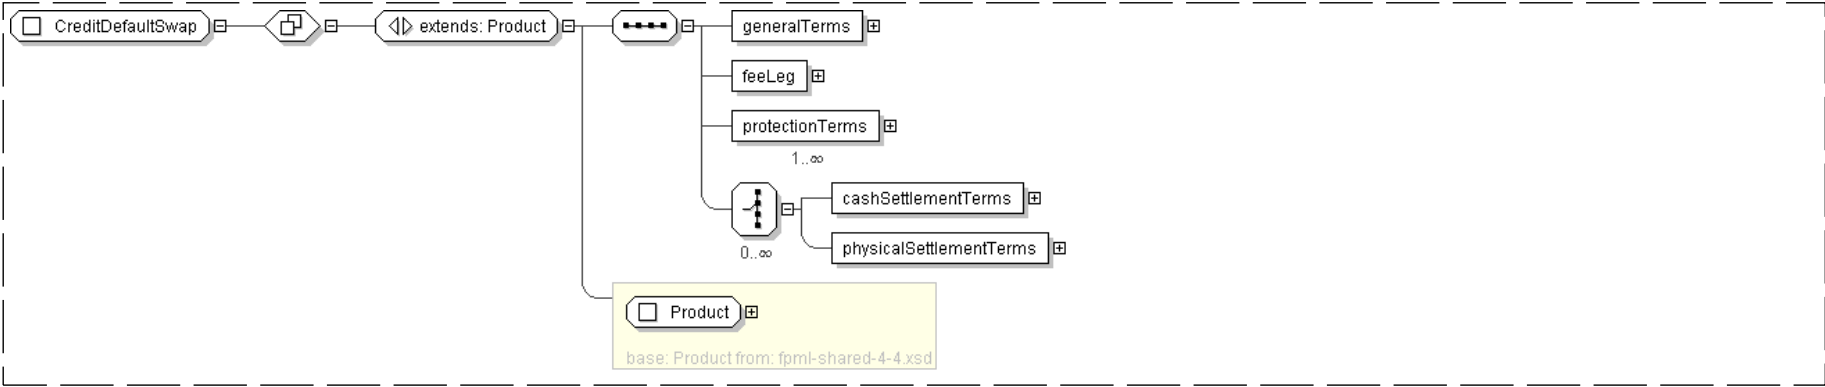 CreditDefaultSwap
extends: Product
generalTerms
feeLeg
protectionTerms
1..∞
cashSettlementTerms
physicalSettlementTerms
0..∞
Product
base: Product from: fpml-shared-4-4.xsd